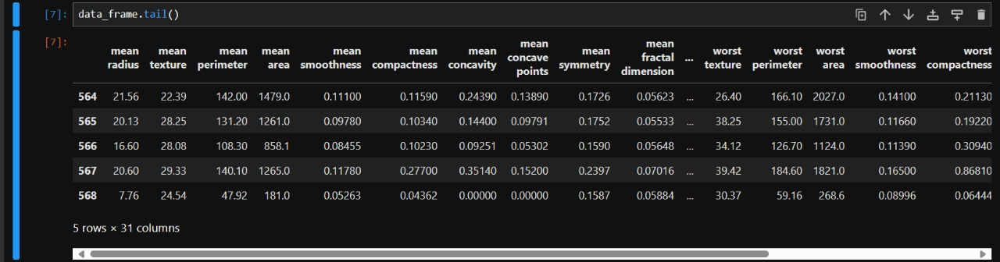 [7]: data_frame.tail()
[7]:
mean radius mean texture mean perimeter mean area mean smoothness mean compactness mean concavity mean concave points mean symmetry mean fractal dimension ... worst texture worst perimeter worst area worst smoothness worst compactness
564 21.56 22.39 142.00 1479.0 0.11100 0.11590 0.24390 0.13890 0.1726 0.05623 ... 26.40 166.10 2027.0 0.14100 0.21130
565 20.13 28.25 131.20 1261.0 0.09780 0.10340 0.14400 0.09791 0.1752 0.05533 ... 38.25 155.00 1731.0 0.11660 0.19220
566 16.60 28.08 108.30 858.1 0.08455 0.10230 0.09251 0.05302 0.1590 0.05648 ... 34.12 126.70 1124.0 0.11390 0.30940
567 20.60 29.33 140.10 1265.0 0.11780 0.27700 0.35140 0.15200 0.2397 0.07016 ... 39.42 184.60 1821.0 0.16500 0.86810
568 7.76 24.54 47.92 181.0 0.05263 0.04362 0.00000 0.00000 0.1587 0.05884 ... 30.37 59.16 268.6 0.08996 0.06444
5 rows × 31 columns